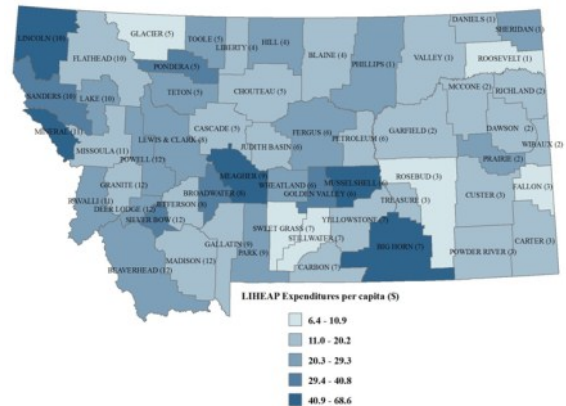 DANIELS (1)
SHERIDAN (1)
LINCOLN (10)
GLACIER (5)
TOOLE (5)
LIBERTY (4)
HILL (4)
BLAINE (4)
PHILLIPS (1)
VALLEY (1)
ROOSEVELT (1)
FLATHEAD (10)
PONDERA (5)
MCCONE (2)
RICHLAND (2)
SANDERS (10)
LAKE (10)
TETON (5)
CHOUTEAU (5)
MINERAL (11)
LEWIS & CLARK (8)
CASCADE (5)
FERGUS (6)
PETROLEUM (6)
GARFIELD (2)
DAWSON (2)
WIBAUX (2)
MISSOULA (11)
POWELL (12)
JUDITH BASIN (6)
PRAIRIE (2)
GRANITE (12)
MEAGHER (9)
BROADWATER (8)
WHEATLAND (6)
GOLDEN VALLEY (6)
MUSSELSHELL (6)
ROSEBUD (3)
TREASURE (3)
CUSTER (3)
FALLON (3)
RAVALLI (11)
DEER LODGE (12)
SILVER BOW (12)
JEFFERSON (8)
SWEET GRASS (7)
STILLWATER (7)
YELLOWSTONE (7)
BIG HORN (7)
GALLATIN (9)
PARK (9)
MADISON (12)
BEAVERHEAD (12)
CARBON (7)
POWDER RIVER (3)
CARTER (3)
LIHEAP Expenditures per capita ($)
6.4 - 10.9
11.0 - 20.2
20.3 - 29.3
29.4 - 40.8
40.9 - 68.6